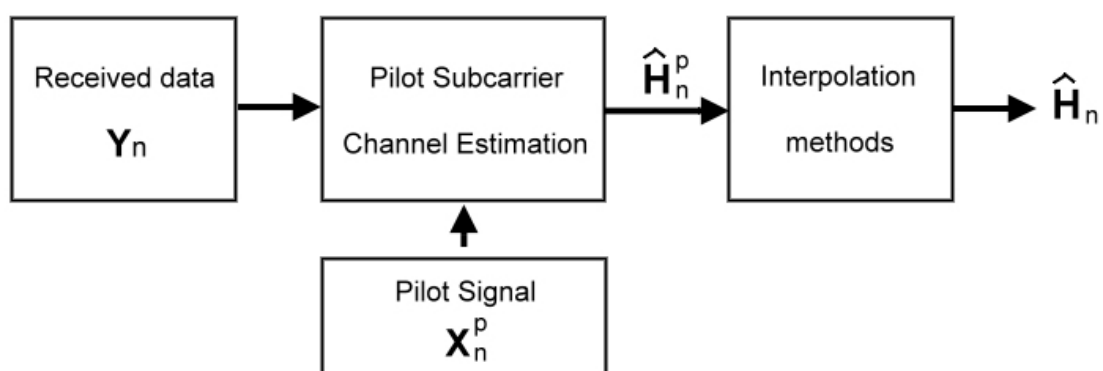 Received data
Yn
Pilot Subcarrier
Channel Estimation
Ĥₙᵖ
Interpolation
methods
Ĥₙ
Pilot Signal
Xₙᵖ